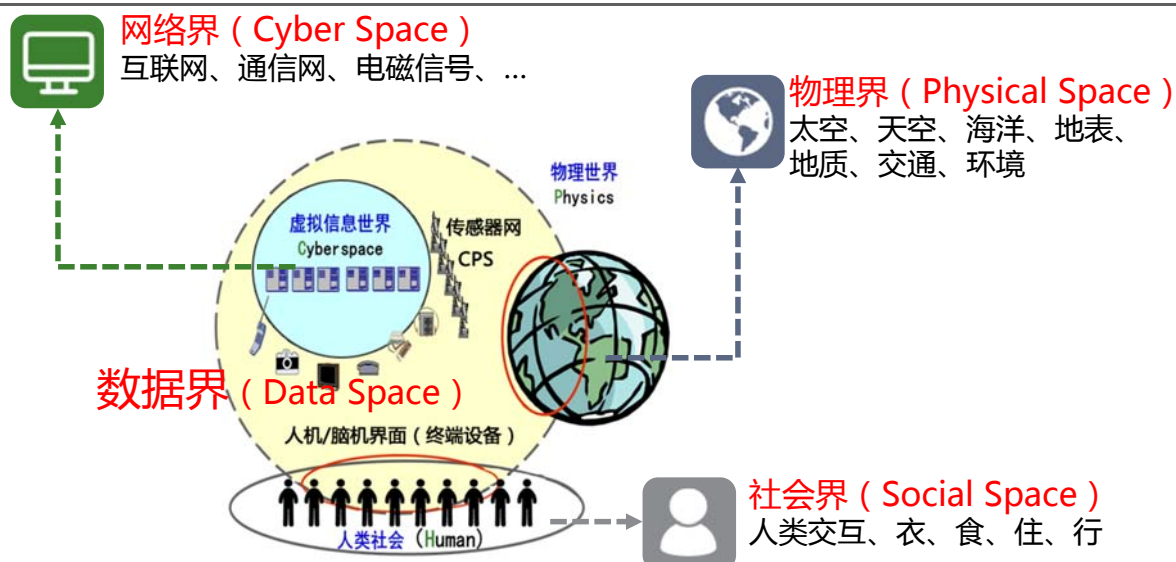 网络界（Cyber Space）
互联网、通信网、电磁信号、…
物理界（Physical Space）
太空、天空、海洋、地表、
地质、交通、环境
物理世界
Physics
虚拟信息世界
Cyberspace
传感器网
CPS
数据界（Data Space）
人机/脑机界面（终端设备）
人类社会（Human）
社会界（Social Space）
人类交互、衣、食、住、行